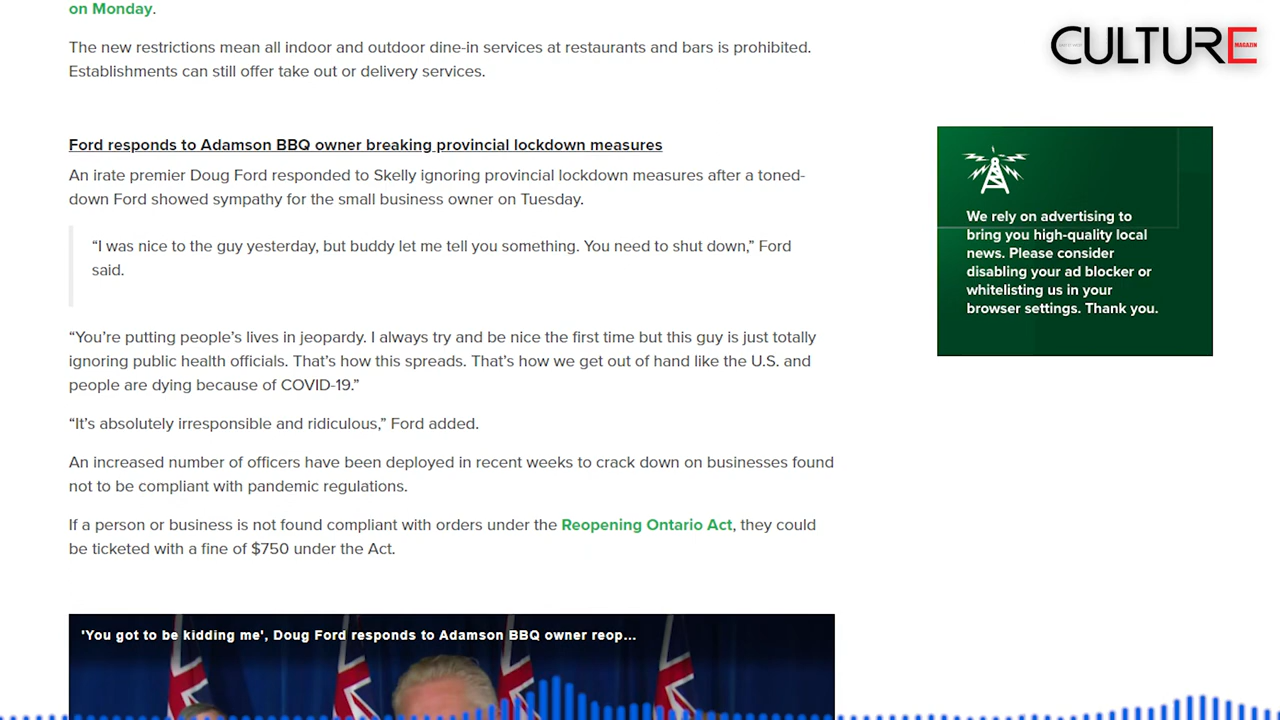 on Monday.
The new restrictions mean all indoor and outdoor dine-in services at restaurants and bars is prohibited.
Establishments can still offer take out or delivery services.
Ford responds to Adamson BBQ owner breaking provincial lockdown measures
An irate premier Doug Ford responded to Skelly ignoring provincial lockdown measures after a toned-
down Ford showed sympathy for the small business owner on Tuesday.
“I was nice to the guy yesterday, but buddy let me tell you something. You need to shut down,” Ford
said.
“You’re putting people’s lives in jeopardy. I always try and be nice the first time but this guy is just totally
ignoring public health officials. That’s how this spreads. That’s how we get out of hand like the U.S. and
people are dying because of COVID-19.”
“It’s absolutely irresponsible and ridiculous,” Ford added.
An increased number of officers have been deployed in recent weeks to crack down on businesses found
not to be compliant with pandemic regulations.
If a person or business is not found compliant with orders under the Reopening Ontario Act, they could
be ticketed with a fine of $750 under the Act.
'You got to be kidding me', Doug Ford responds to Adamson BBQ owner reop...
CULTURE
MAGAZIN
We rely on advertising to
bring you high-quality local
news. Please consider
disabling your ad blocker or
whitelisting us in your
browser settings. Thank you.